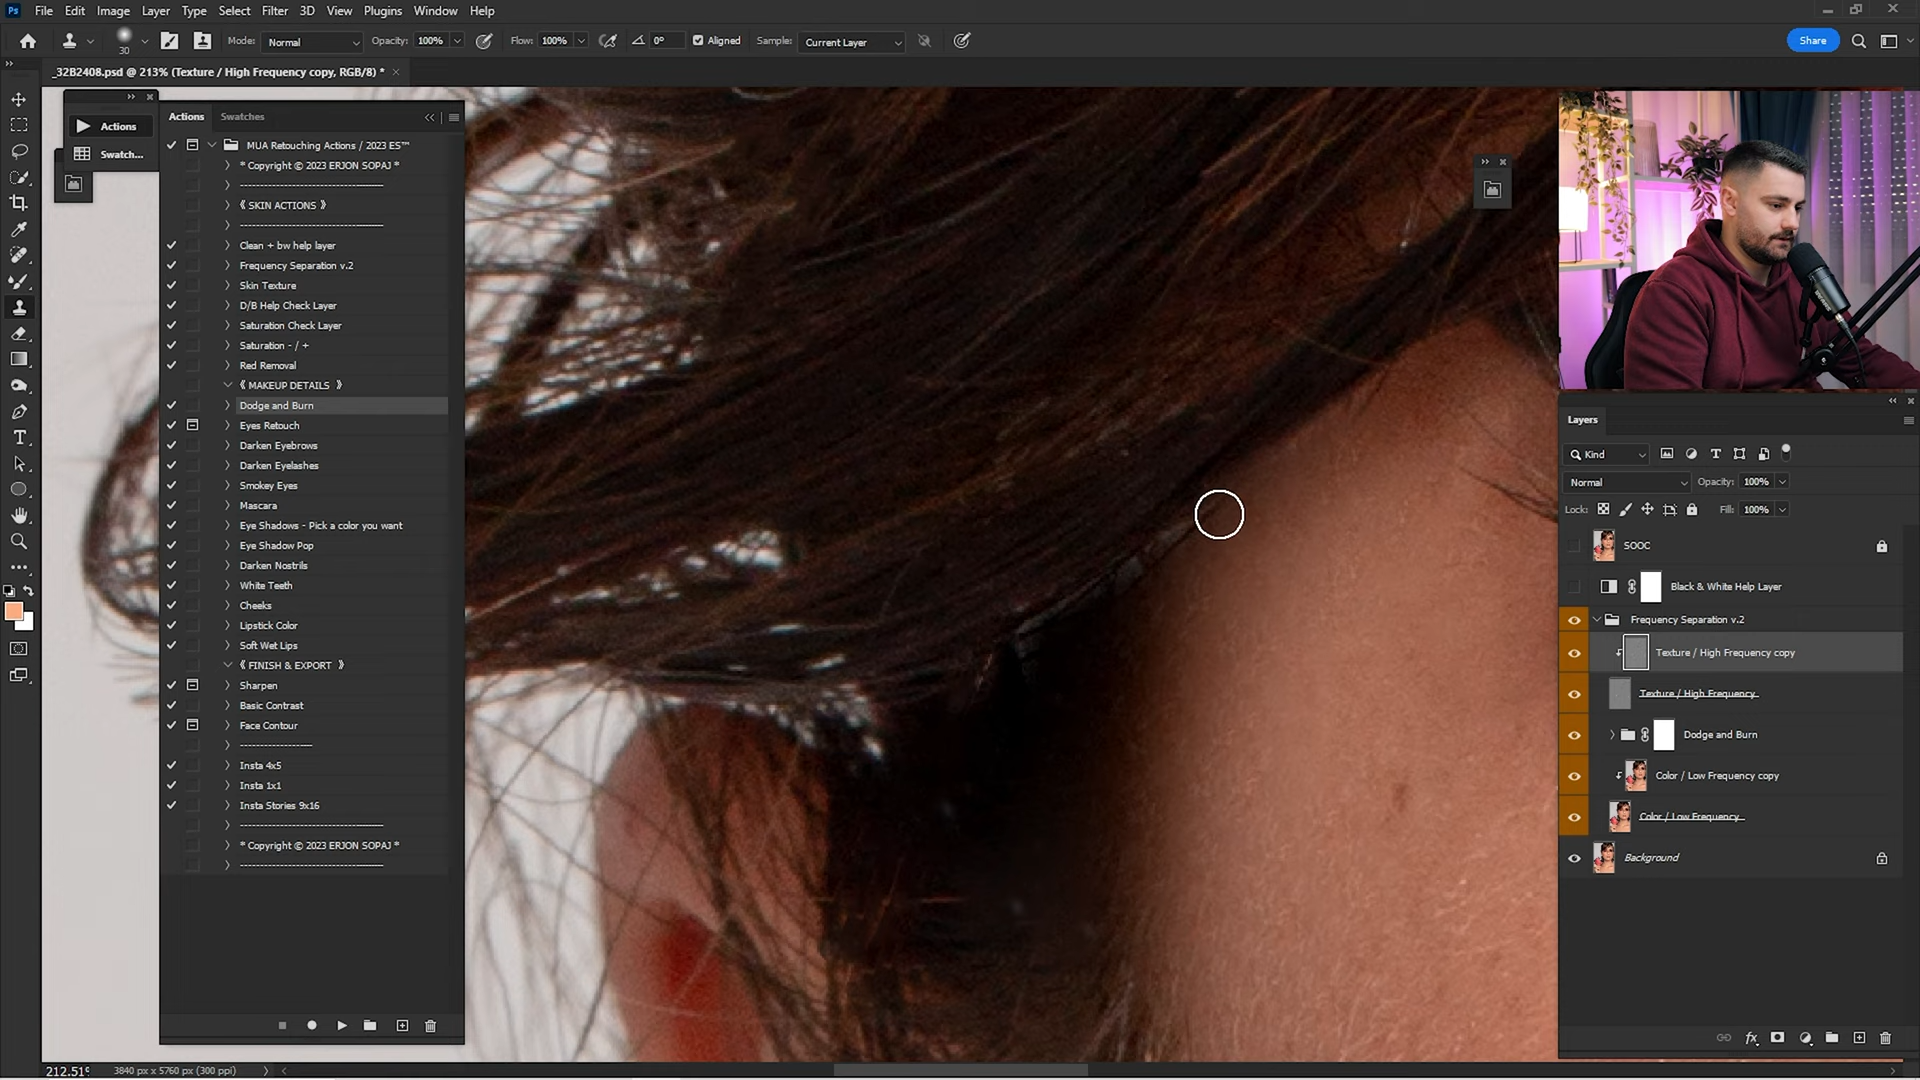 Ps File Edit Image Layer Type Select Filter 3D View Plugins Window Help
30 Mode: Normal Opacity: 100% Flow: 100% 0° Aligned Sample: Current Layer Share
_32B2408.psd @ 213% (Texture / High Frequency copy, RGB/8) *
Actions
Swatch...
Actions Swatches
MUA Retouching Actions / 2023 ES™
* Copyright © 2023 ERJON SOPAJ *
------------------------------------
《 SKIN ACTIONS 》
------------------------------------
Clean + bw help layer
Frequency Separation v.2
Skin Texture
D/B Help Check Layer
Saturation Check Layer
Saturation - / +
Red Removal
《 MAKEUP DETAILS 》
Dodge and Burn
Eyes Retouch
Darken Eyebrows
Darken Eyelashes
Smokey Eyes
Mascara
Eye Shadows - Pick a color you want
Eye Shadow Pop
Darken Nostrils
White Teeth
Cheeks
Lipstick Color
Soft Wet Lips
《 FINISH & EXPORT 》
Sharpen
Basic Contrast
Face Contour
------------------
Insta 4x5
Insta 1x1
Insta Stories 9x16
------------------------------------
* Copyright © 2023 ERJON SOPAJ *
------------------------------------
Layers
Kind
Normal Opacity: 100%
Lock: Fill: 100%
SOOC
Black & White Help Layer
Frequency Separation v.2
Texture / High Frequency copy
Texture / High Frequency
Dodge and Burn
Color / Low Frequency copy
Color / Low Frequency
Background
fx
212.51% 3840 px x 5760 px (300 ppi)